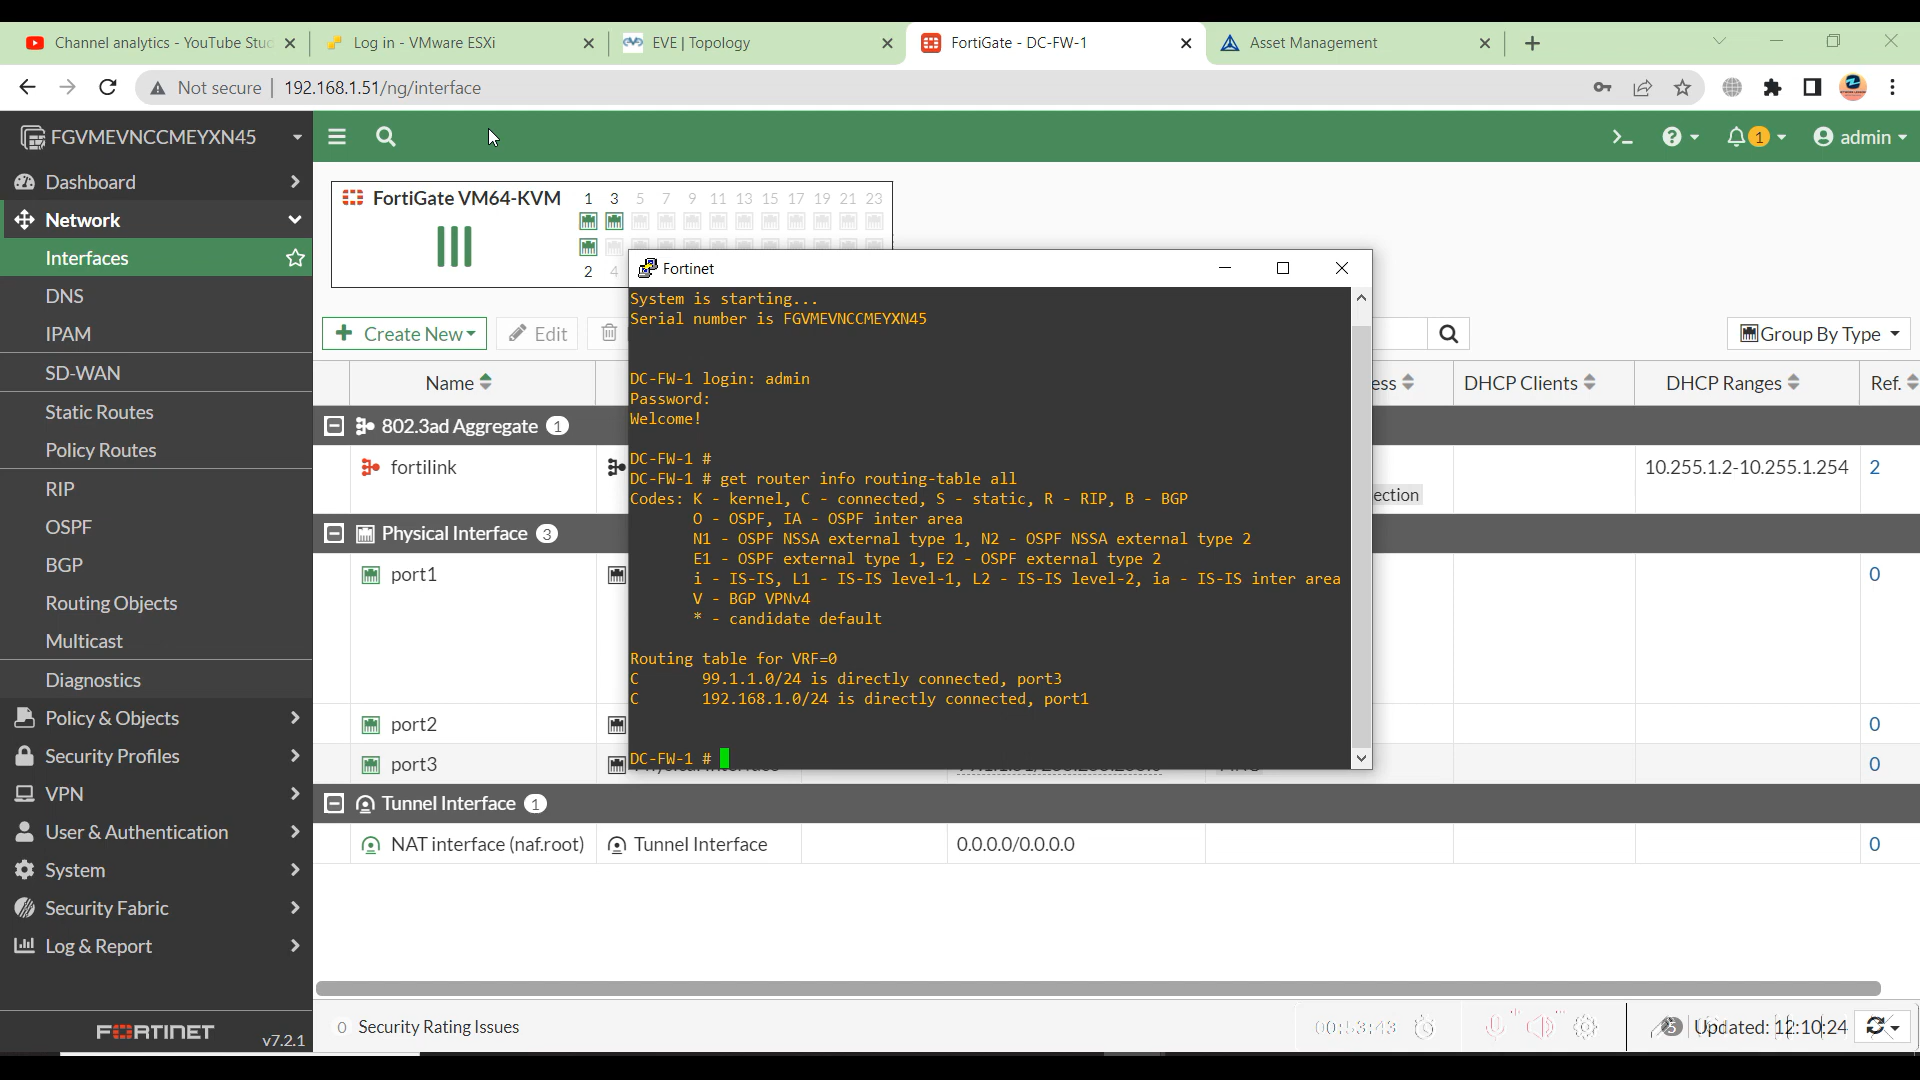 Channel analytics - YouTube Stu
Log in - VMware ESXi
EVE | Topology
FortiGate - DC-FW-1
Asset Management
Not secure
192.168.1.51/ng/interface
FGVMEVNCCMEYXN45
1
admin
Dashboard
Network
Interfaces
DNS
IPAM
SD-WAN
Static Routes
Policy Routes
RIP
OSPF
BGP
Routing Objects
Multicast
Diagnostics
Policy & Objects
Security Profiles
VPN
User & Authentication
System
Security Fabric
Log & Report
FORTINET
v7.2.1
FortiGate VM64-KVM
1 3 5 7 9 11 13 15 17 19 21 23
2 4
Create New
Edit
Group By Type
Name
ess
DHCP Clients
DHCP Ranges
Ref.
802.3ad Aggregate 1
fortilink
ection
10.255.1.2-10.255.1.254
2
Physical Interface 3
port1
0
port2
0
port3
0
Tunnel Interface 1
NAT interface (naf.root)
Tunnel Interface
0.0.0.0/0.0.0.0
0
Fortinet
System is starting...
Serial number is FGVMEVNCCMEYXN45
DC-FW-1 login: admin
Password:
Welcome!
DC-FW-1 #
DC-FW-1 # get router info routing-table all
Codes: K - kernel, C - connected, S - static, R - RIP, B - BGP
O - OSPF, IA - OSPF inter area
N1 - OSPF NSSA external type 1, N2 - OSPF NSSA external type 2
E1 - OSPF external type 1, E2 - OSPF external type 2
i - IS-IS, L1 - IS-IS level-1, L2 - IS-IS level-2, ia - IS-IS inter area
V - BGP VPNv4
* - candidate default
Routing table for VRF=0
C 99.1.1.0/24 is directly connected, port3
C 192.168.1.0/24 is directly connected, port1
DC-FW-1 #
0 Security Rating Issues
00:53:43
Updated: 12:10:24